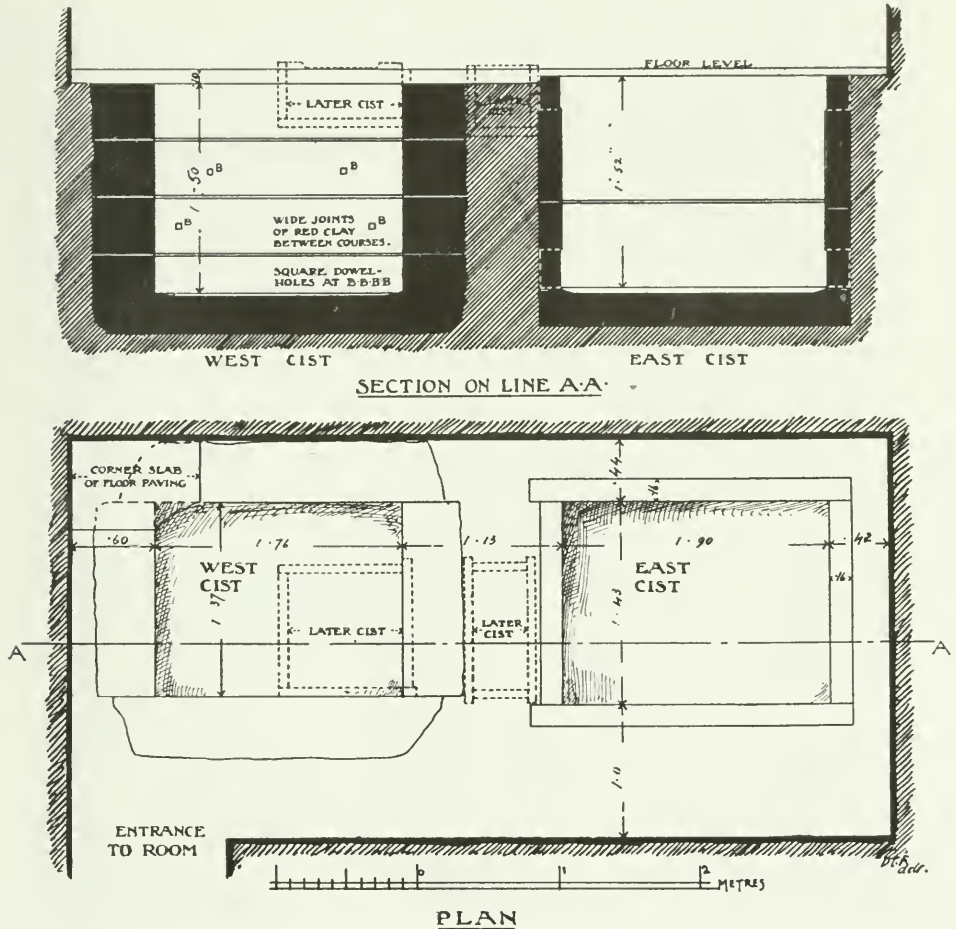 FLOOR LEVEL
·10
LATER CIST
LATER
CIST
1·50
1·52"
B
B
B
B
WIDE JOINTS
OF RED CLAY
BETWEEN COURSES.
SQUARE DOWEL-
HOLES AT B·B·B·B
WEST CIST
EAST CIST
SECTION ON LINE A·A·
CORNER SLAB
OF FLOOR PAVING
·44
·16
·60
1·76
1·13
1·90
·42
WEST
CIST
EAST
CIST
1·37
1·43
·16
LATER CIST
LATER
CIST
A
A
1·0
ENTRANCE
TO ROOM
0
1
2
METRES
PLAN